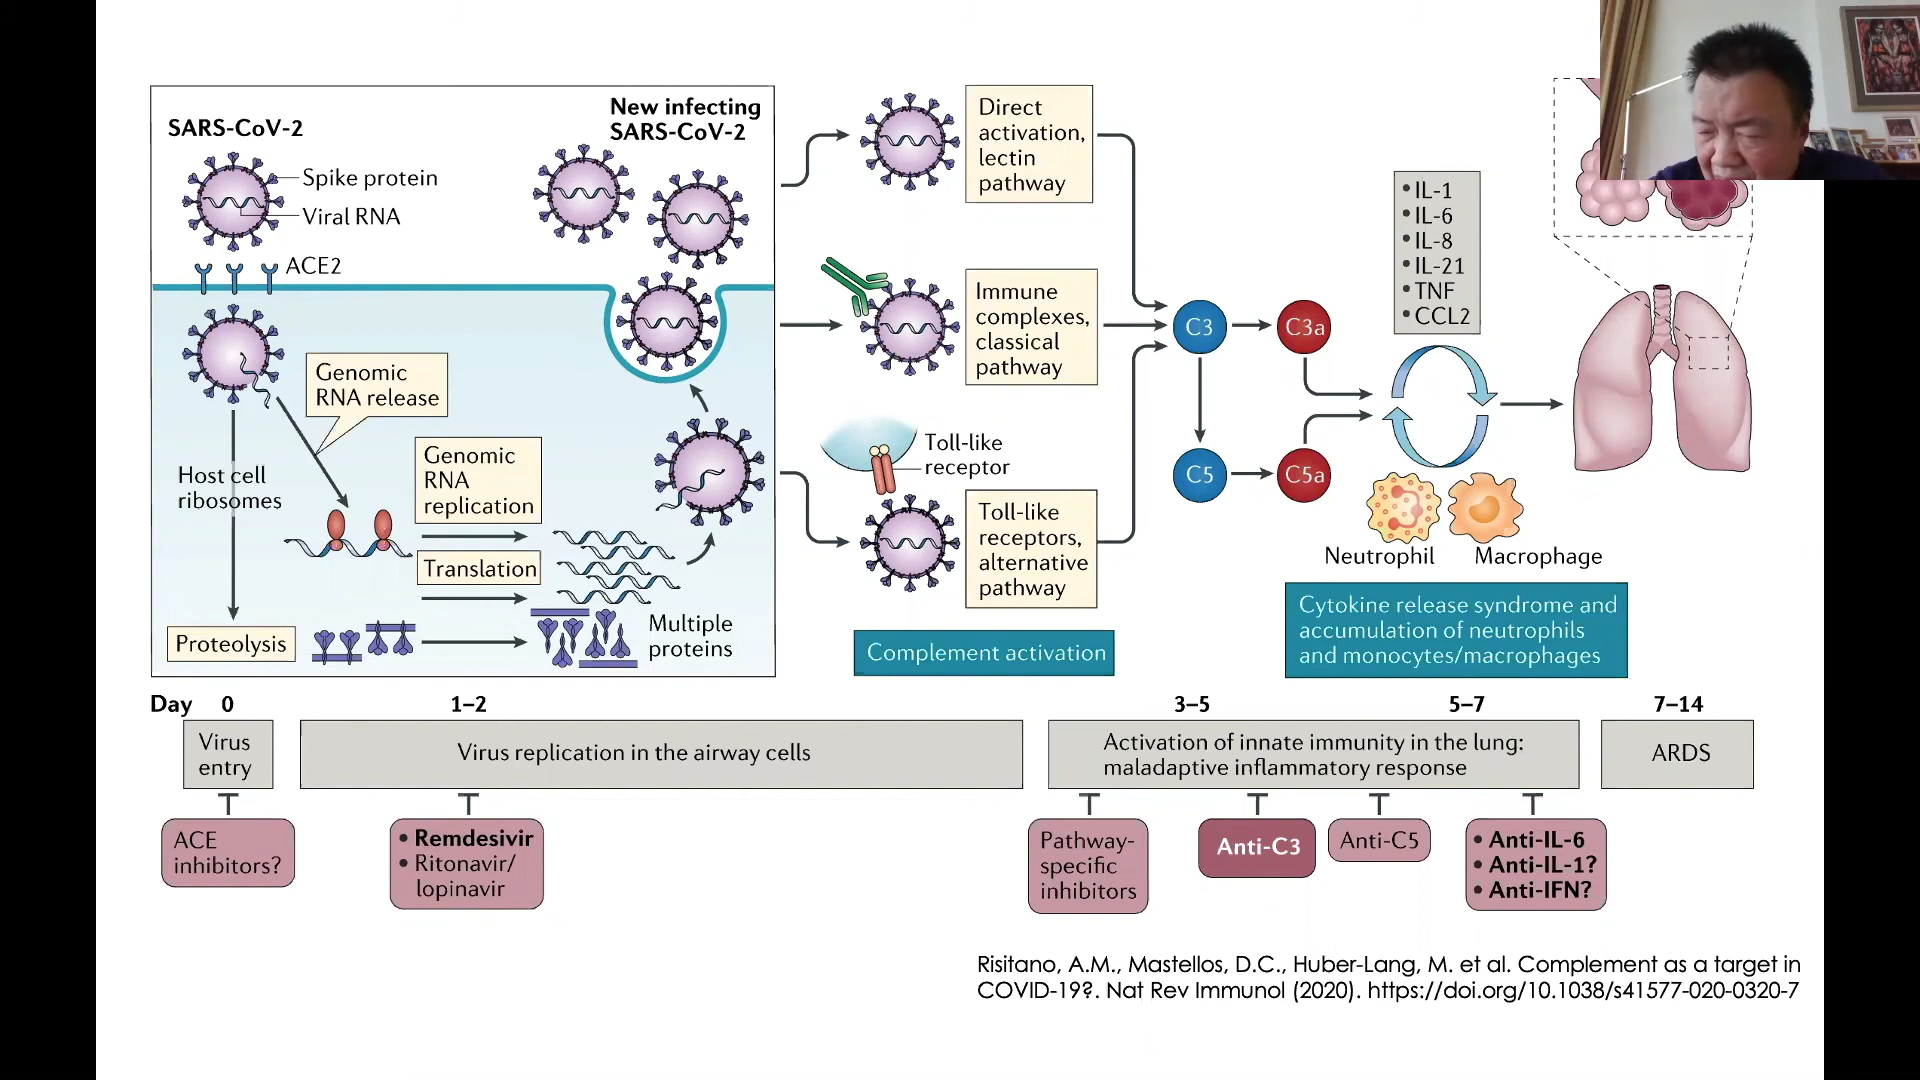 SARS-CoV-2
Spike protein
Viral RNA
ACE2
New infecting
SARS-CoV-2
Genomic
RNA release
Host cell
ribosomes
Genomic
RNA
replication
Translation
Proteolysis
Multiple
proteins
Direct
activation,
lectin
pathway
Immune
complexes,
classical
pathway
Toll-like
receptor
Toll-like
receptors,
alternative
pathway
Complement activation
C3
C3a
C5
C5a
• IL-1
• IL-6
• IL-8
• IL-21
• TNF
• CCL2
Neutrophil
Macrophage
Cytokine release syndrome and
accumulation of neutrophils
and monocytes/macrophages
Day 0 1–2 3–5 5–7 7–14
Virus
entry
Virus replication in the airway cells
Activation of innate immunity in the lung:
maladaptive inflammatory response
ARDS
ACE
inhibitors?
• Remdesivir
• Ritonavir/
lopinavir
Pathway-
specific
inhibitors
Anti-C3
Anti-C5
• Anti-IL-6
• Anti-IL-1?
• Anti-IFN?
Risitano, A.M., Mastellos, D.C., Huber-Lang, M. et al. Complement as a target in
COVID-19?. Nat Rev Immunol (2020). https://doi.org/10.1038/s41577-020-0320-7